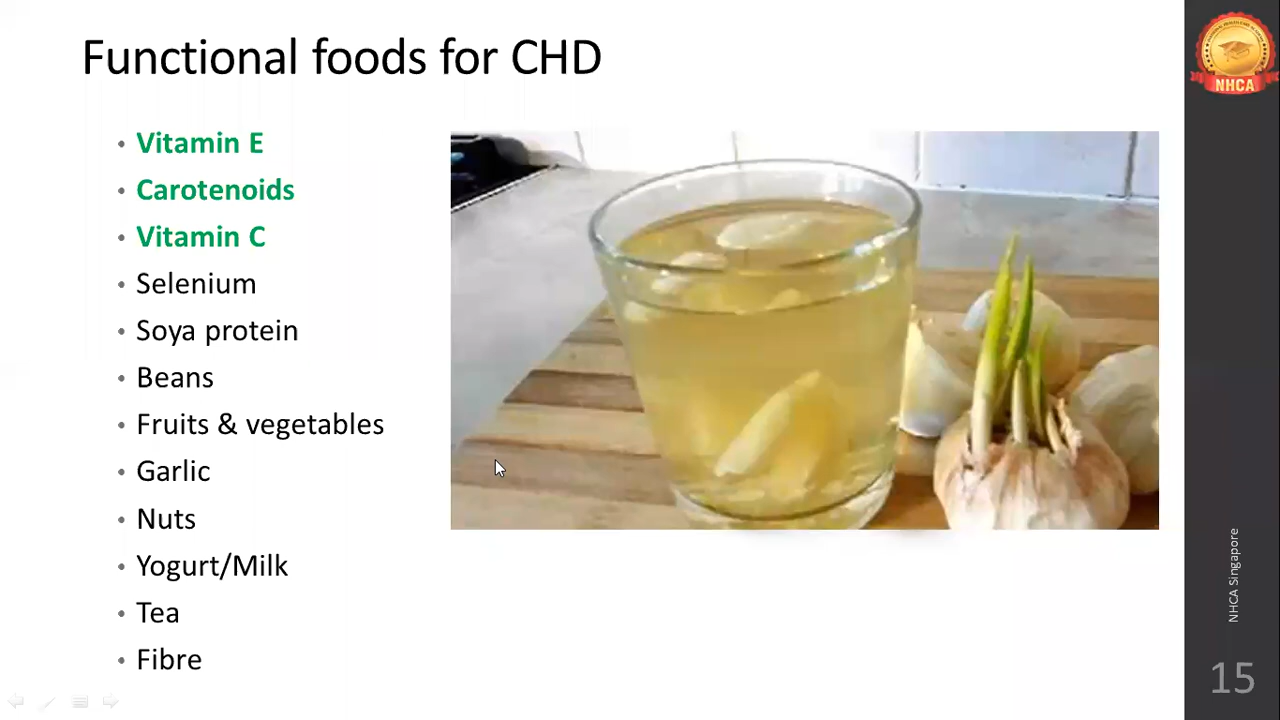 Functional foods for CHD
Vitamin E
Carotenoids
Vitamin C
Selenium
Soya protein
Beans
Fruits & vegetables
Garlic
Nuts
Yogurt/Milk
Tea
Fibre
NHCA
NHCA Singapore
15